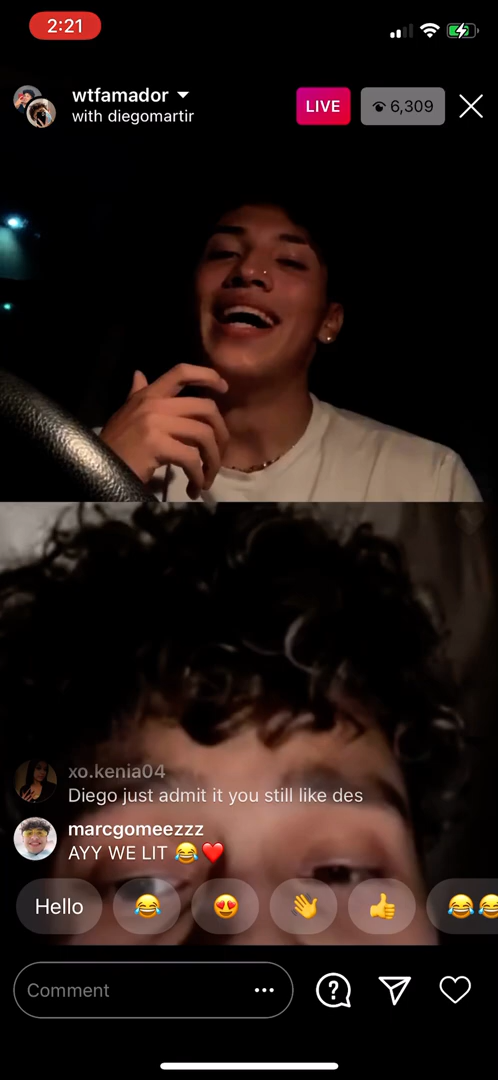 2:21
wtfamador
with diegomartir
LIVE
6,309
xo.kenia04
Diego just admit it you still like des
marcgomeezzz
AYY WE LIT 😂❤️
Hello
Comment